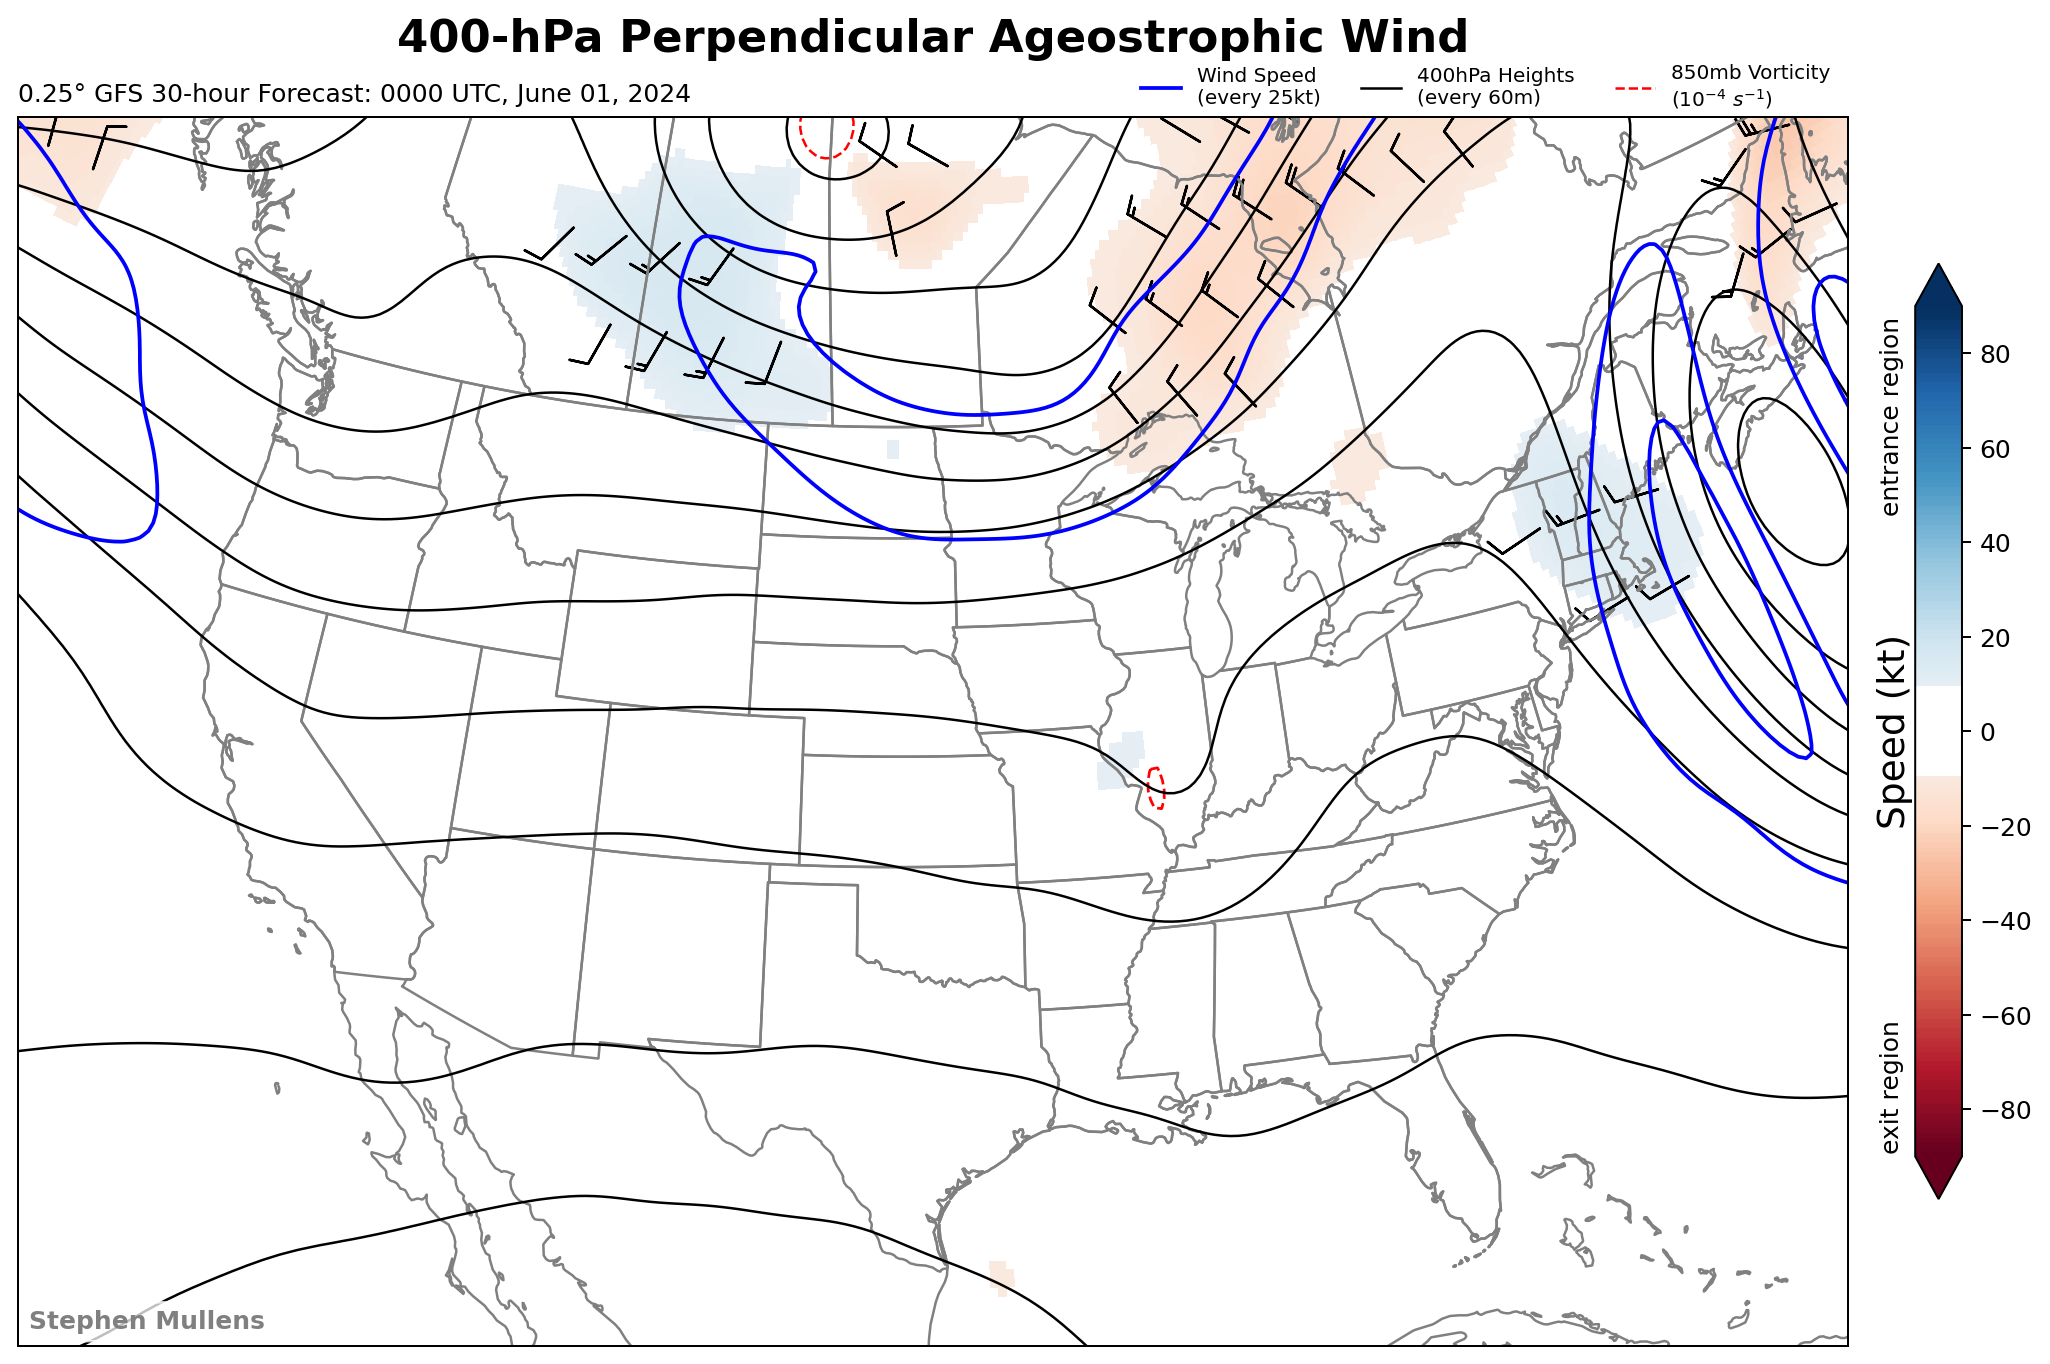 400-hPa Perpendicular Ageostrophic Wind
0.25° GFS 30-hour Forecast: 0000 UTC, June 01, 2024
Wind Speed
(every 25kt)
400hPa Heights
(every 60m)
850mb Vorticity
(10⁻⁴ s⁻¹)
entrance region
Speed (kt)
exit region
80
60
40
20
0
−20
−40
−60
−80
Stephen Mullens